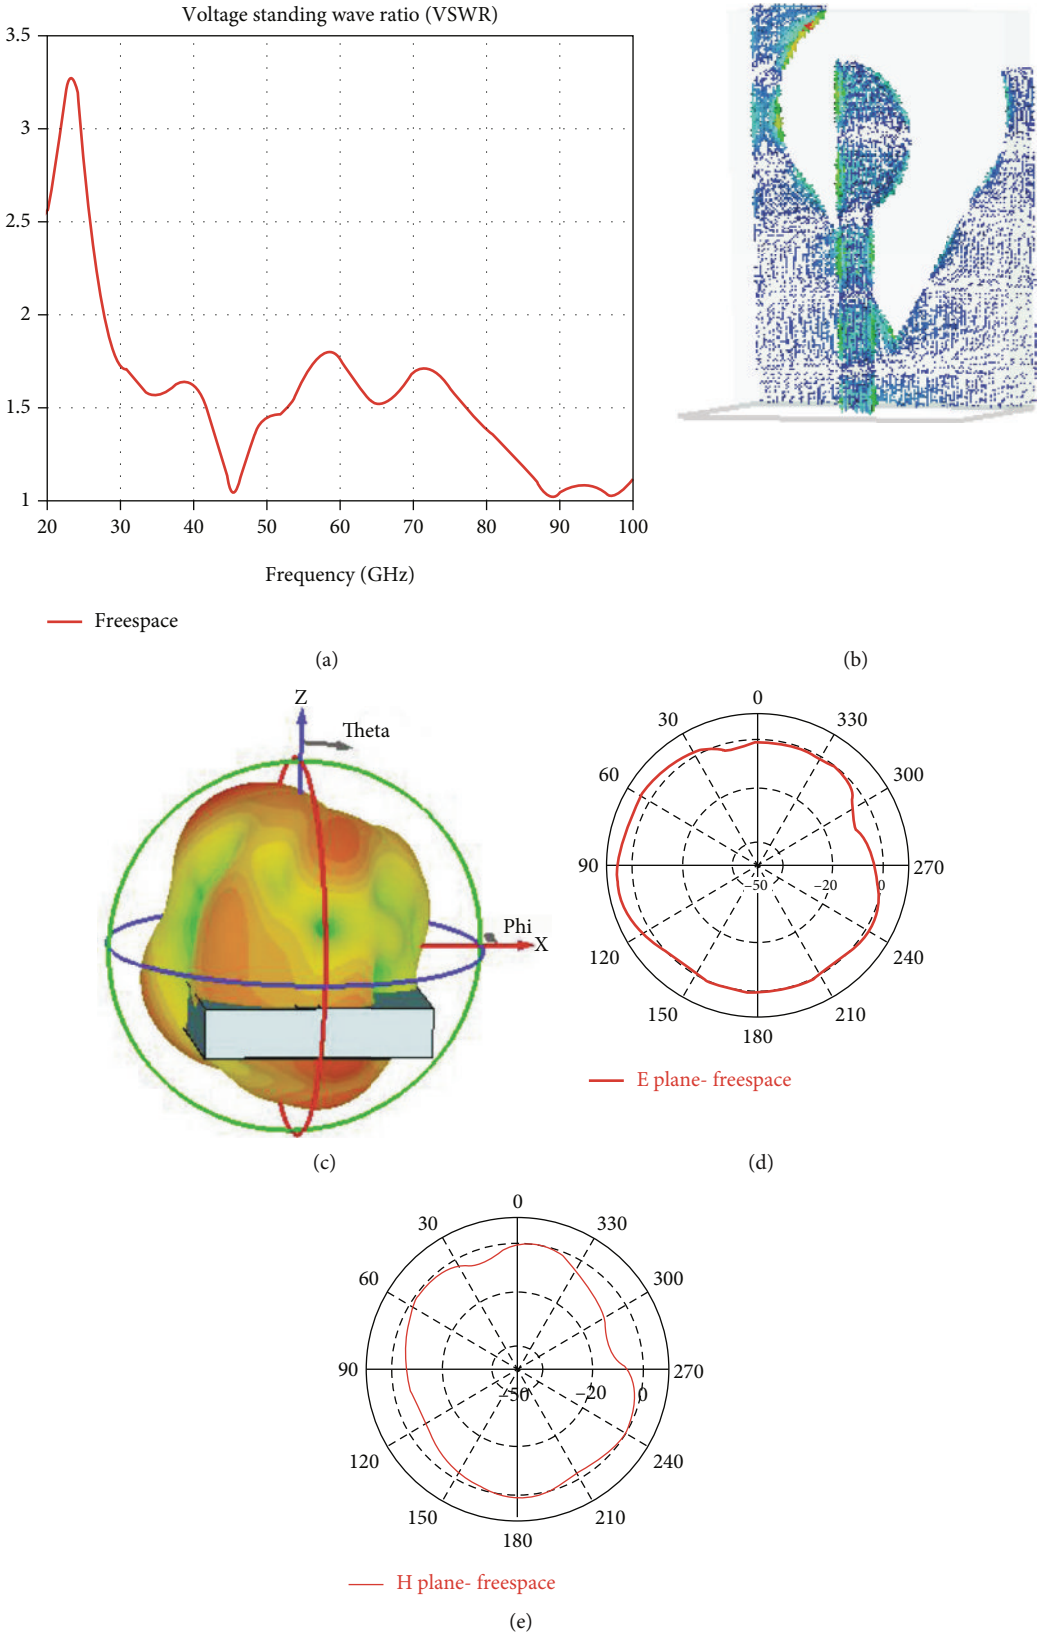 Voltage standing wave ratio (VSWR)
3.5
3
2.5
2
1.5
1
20 30 40 50 60 70 80 90 100
Frequency (GHz)
Freespace
(a)
(b)
Z
Theta
Phi
X
(c)
0
30 330
60 300
90 270
−50 −20 0
120 240
150 210
180
E plane- freespace
(d)
0
30 330
60 300
90 270
−50 −20 0
120 240
150 210
180
H plane- freespace
(e)